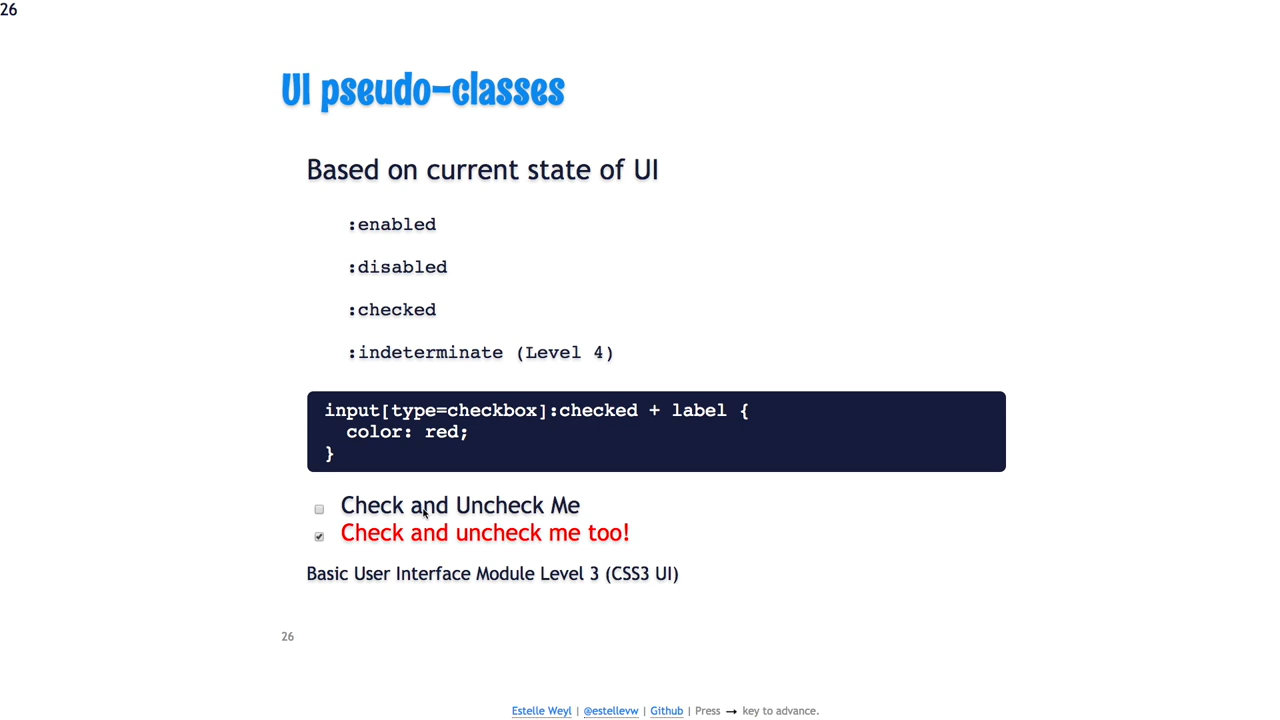 26
UI pseudo-classes
Based on current state of UI
:enabled
:disabled
:checked
:indeterminate (Level 4)
input[type=checkbox]:checked + label {
  color: red;
}
Check and Uncheck Me
Check and uncheck me too!
Basic User Interface Module Level 3 (CSS3 UI)
26
Estelle Weyl | @estellevw | Github | Press → key to advance.